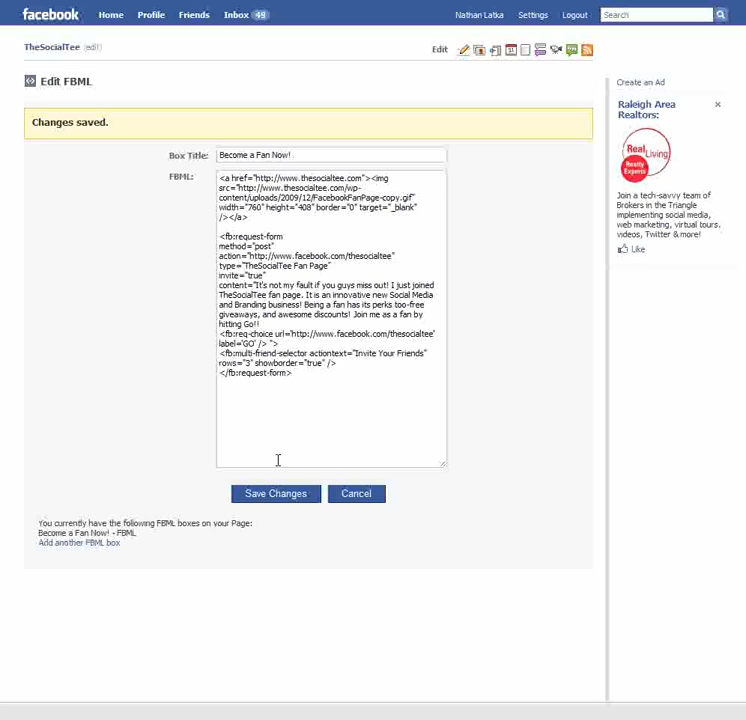 facebook Home Profile Friends Inbox 49 Nathan Latka Settings Logout Search
TheSocialTee (edit)
Edit
31
Edit FBML
Create an Ad
Raleigh Area
Realtors:
Real
Living
Realty
Experts
Join a tech-savvy team of
Brokers in the Triangle
implementing social media,
web marketing, virtual tours.
videos, Twitter & more!
Like
Changes saved.
Box Title: Become a Fan Now!
FBML:
<a href="http://www.thesocialtee.com"><img
src="http://www.thesocialtee.com/wp-
content/uploads/2009/12/FacebookFanPage-copy.gif"
width="760" height="408" border="0" target="_blank"
/></a>
<fb:request-form
method="post"
action="http://www.facebook.com/thesocialtee"
type="TheSocialTee Fan Page"
invite="true"
content="It's not my fault if you guys miss out! I just joined
TheSocialTee fan page. It is an innovative new Social Media
and Branding business! Being a fan has its perks too-free
giveaways, and awesome discounts! Join me as a fan by
hitting Go!!
<fb:req-choice url='http://www.facebook.com/thesocialtee'
label='GO' /> ">
<fb:multi-friend-selector actiontext="Invite Your Friends"
rows="3" showborder="true" />
</fb:request-form>
Save Changes Cancel
You currently have the following FBML boxes on your Page:
Become a Fan Now! - FBML
Add another FBML box